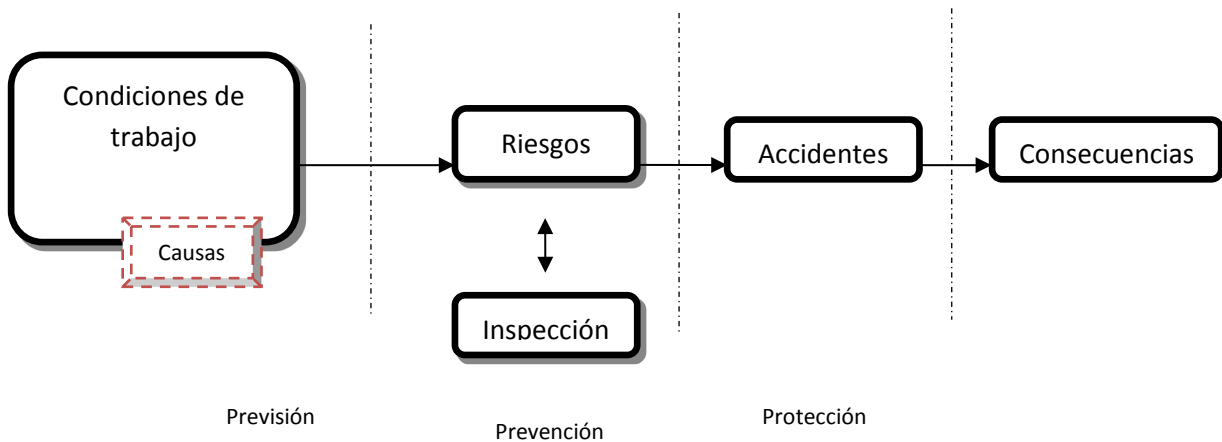 Condiciones de
trabajo
Causas
Riesgos
Accidentes
Consecuencias
Inspección
Previsión
Prevención
Protección